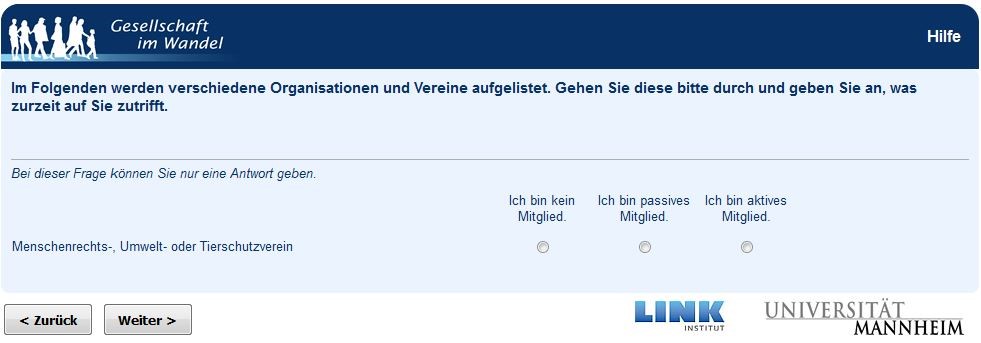 Gesellschaft
im Wandel
Hilfe
Im Folgenden werden verschiedene Organisationen und Vereine aufgelistet. Gehen Sie diese bitte durch und geben Sie an, was
zurzeit auf Sie zutrifft.
Bei dieser Frage können Sie nur eine Antwort geben.
Ich bin kein Ich bin passives Ich bin aktives
Mitglied. Mitglied. Mitglied.
Menschenrechts-, Umwelt- oder Tierschutzverein
< Zurück Weiter >
LINK
INSTITUT
UNIVERSITÄT
MANNHEIM